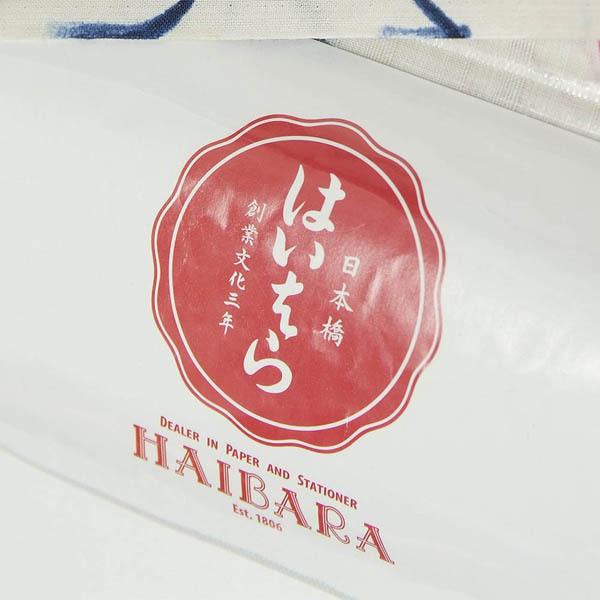 日本橋
はいばら
創業文化三年
DEALER IN PAPER AND STATIONER
HAIBARA
Est. 1806